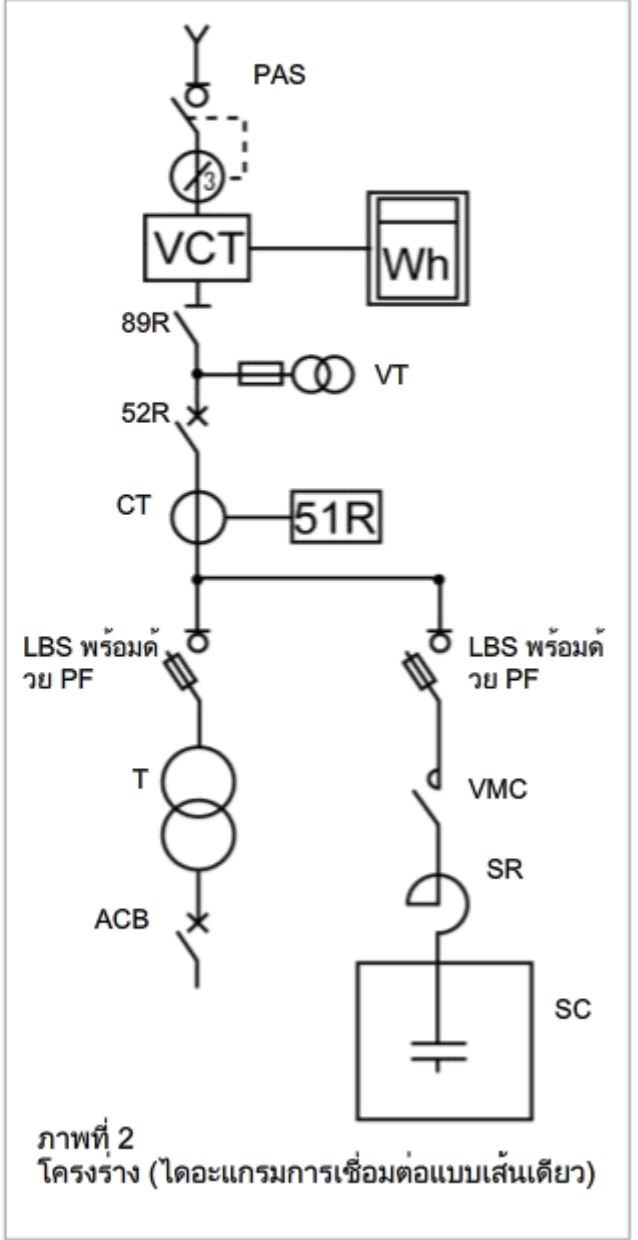 PAS
3
VCT
Wh
89R
VT
52R
CT
51R
LBS พร้อมด้
วย PF
LBS พร้อมด้
วย PF
T
VMC
SR
ACB
SC
ภาพที่ 2
โครงร่าง (ไดอะแกรมการเชื่อมต่อแบบเส้นเดียว)